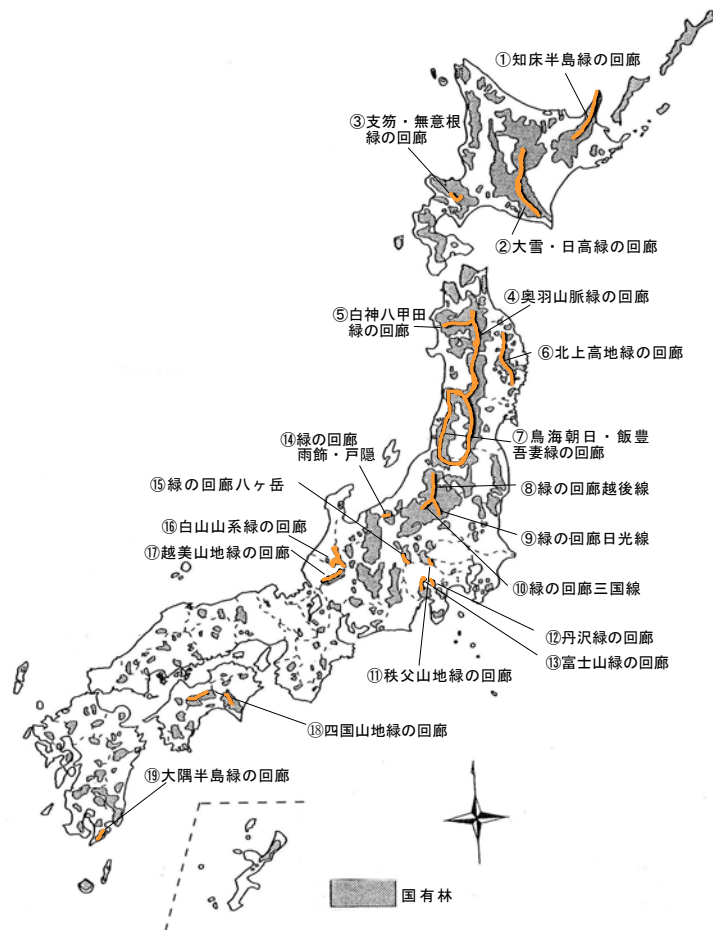 ①知床半島緑の回廊
③支笏・無意根
緑の回廊
②大雪・日高緑の回廊
④奥羽山脈緑の回廊
⑤白神八甲田
緑の回廊
⑥北上高地緑の回廊
⑦鳥海朝日・飯豊
吾妻緑の回廊
⑭緑の回廊
雨飾・戸隠
⑮緑の回廊八ヶ岳
⑧緑の回廊越後線
⑯白山山系緑の回廊
⑨緑の回廊日光線
⑰越美山地緑の回廊
⑩緑の回廊三国線
⑫丹沢緑の回廊
⑬富士山緑の回廊
⑪秩父山地緑の回廊
⑱四国山地緑の回廊
⑲大隅半島緑の回廊
国有林